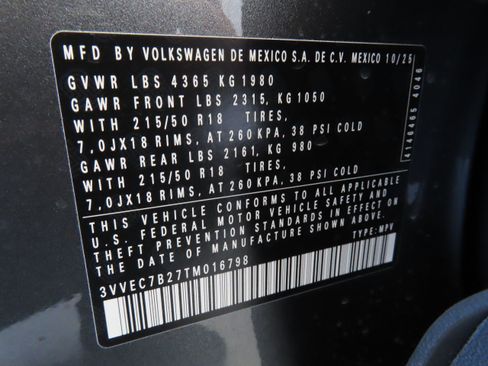 MFD BY VOLKSWAGEN DE MEXICO S.A. DE C.V. MEXICO 10/25
GVWR LBS 4365 KG 1980
GAWR FRONT LBS 2315, KG 1050
WITH 215/50 R18 TIRES,
7,0JX18 RIMS, AT 260 KPA, 38 PSI COLD
GAWR REAR LBS 2161, KG 980
WITH 215/50 R18 TIRES,
7,0JX18 RIMS, AT 260 KPA, 38 PSI COLD
THIS VEHICLE CONFORMS TO ALL APPLICABLE
U.S. FEDERAL MOTOR VEHICLE SAFETY AND
THEFT PREVENTION STANDARDS IN EFFECT ON
THE DATE OF MANUFACTURE SHOWN ABOVE.
3VVEC7B27TM016798 TYPE: MPV
4146465 4046